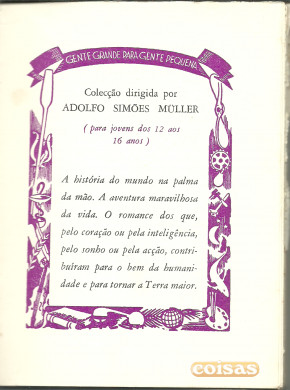 GENTE GRANDE PARA GENTE PEQUENA
Colecção dirigida por
ADOLFO SIMÕES MÜLLER
( para jovens dos 12 aos
16 anos )
A história do mundo na palma
da mão. A aventura maravilhosa
da vida. O romance dos que,
pelo coração ou pela inteligência,
pelo sonho ou pela acção, contri-
buíram para o bem da humani-
dade e para tornar a Terra maior.
coisas